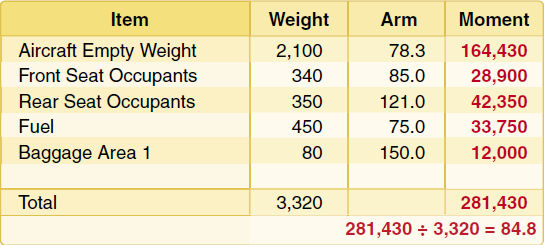 Item Weight Arm Moment
Aircraft Empty Weight 2,100 78.3 164,430
Front Seat Occupants 340 85.0 28,900
Rear Seat Occupants 350 121.0 42,350
Fuel 450 75.0 33,750
Baggage Area 1 80 150.0 12,000
Total 3,320 281,430
281,430 ÷ 3,320 = 84.8